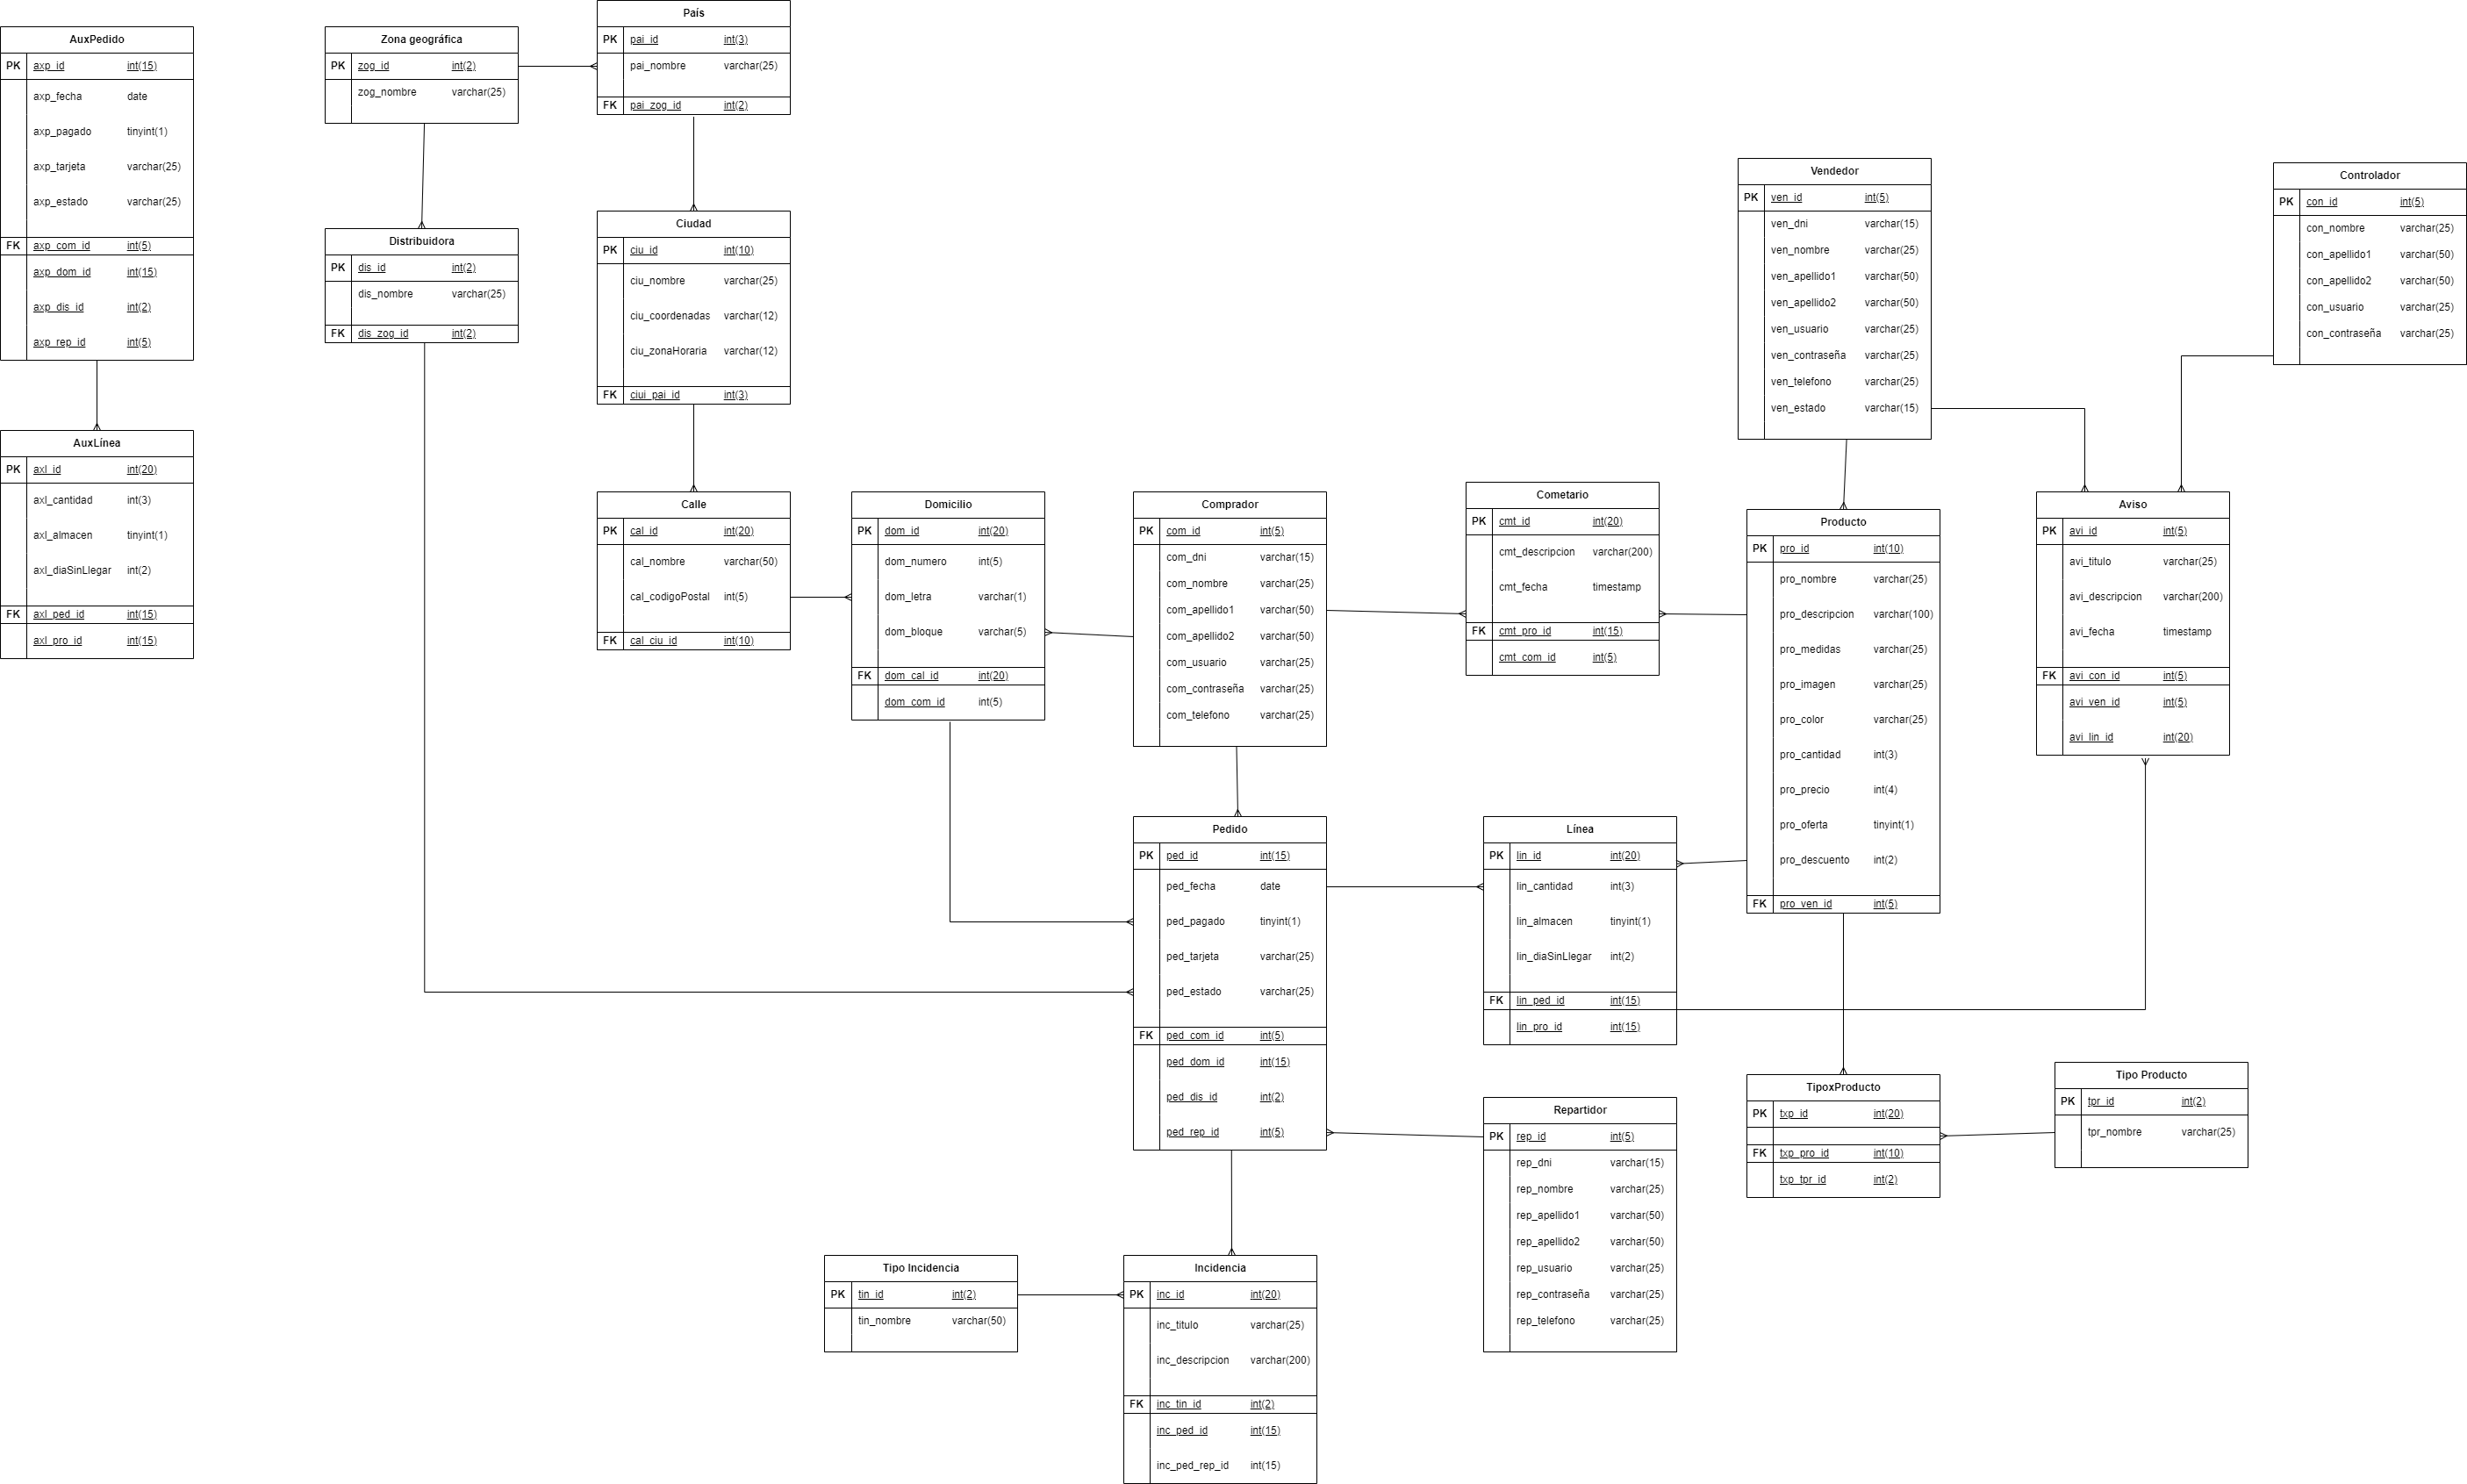 AuxPedido
PK axp_id int(15)
axp_fecha date
axp_pagado tinyint(1)
axp_tarjeta varchar(25)
axp_estado varchar(25)
FK axp_com_id int(5)
axp_dom_id int(15)
axp_dis_id int(2)
axp_rep_id int(5)
AuxLínea
PK axl_id int(20)
axl_cantidad int(3)
axl_almacen tinyint(1)
axl_diaSinLlegar int(2)
FK axl_ped_id int(15)
axl_pro_id int(15)
Zona geográfica
PK zog_id int(2)
zog_nombre varchar(25)
Distribuidora
PK dis_id int(2)
dis_nombre varchar(25)
FK dis_zog_id int(2)
País
PK pai_id int(3)
pai_nombre varchar(25)
FK pai_zog_id int(2)
Ciudad
PK ciu_id int(10)
ciu_nombre varchar(25)
ciu_coordenadas varchar(12)
ciu_zonaHoraria varchar(12)
FK ciui_pai_id int(3)
Calle
PK cal_id int(20)
cal_nombre varchar(50)
cal_codigoPostal int(5)
FK cal_ciu_id int(10)
Domicilio
PK dom_id int(20)
dom_numero int(5)
dom_letra varchar(1)
dom_bloque varchar(5)
FK dom_cal_id int(20)
dom_com_id int(5)
Comprador
PK com_id int(5)
com_dni varchar(15)
com_nombre varchar(25)
com_apellido1 varchar(50)
com_apellido2 varchar(50)
com_usuario varchar(25)
com_contraseña varchar(25)
com_telefono varchar(25)
Cometario
PK cmt_id int(20)
cmt_descripcion varchar(200)
cmt_fecha timestamp
FK cmt_pro_id int(15)
cmt_com_id int(5)
Vendedor
PK ven_id int(5)
ven_dni varchar(15)
ven_nombre varchar(25)
ven_apellido1 varchar(50)
ven_apellido2 varchar(50)
ven_usuario varchar(25)
ven_contraseña varchar(25)
ven_telefono varchar(25)
ven_estado varchar(15)
Controlador
PK con_id int(5)
con_nombre varchar(25)
con_apellido1 varchar(50)
con_apellido2 varchar(50)
con_usuario varchar(25)
con_contraseña varchar(25)
Producto
PK pro_id int(10)
pro_nombre varchar(25)
pro_descripcion varchar(100)
pro_medidas varchar(25)
pro_imagen varchar(25)
pro_color varchar(25)
pro_cantidad int(3)
pro_precio int(4)
pro_oferta tinyint(1)
pro_descuento int(2)
FK pro_ven_id int(5)
Aviso
PK avi_id int(5)
avi_titulo varchar(25)
avi_descripcion varchar(200)
avi_fecha timestamp
FK avi_con_id int(5)
avi_ven_id int(5)
avi_lin_id int(20)
Pedido
PK ped_id int(15)
ped_fecha date
ped_pagado tinyint(1)
ped_tarjeta varchar(25)
ped_estado varchar(25)
FK ped_com_id int(5)
ped_dom_id int(15)
ped_dis_id int(2)
ped_rep_id int(5)
Línea
PK lin_id int(20)
lin_cantidad int(3)
lin_almacen tinyint(1)
lin_diaSinLlegar int(2)
FK lin_ped_id int(15)
lin_pro_id int(15)
Repartidor
PK rep_id int(5)
rep_dni varchar(15)
rep_nombre varchar(25)
rep_apellido1 varchar(50)
rep_apellido2 varchar(50)
rep_usuario varchar(25)
rep_contraseña varchar(25)
rep_telefono varchar(25)
TipoxProducto
PK txp_id int(20)
FK txp_pro_id int(10)
txp_tpr_id int(2)
Tipo Producto
PK tpr_id int(2)
tpr_nombre varchar(25)
Tipo Incidencia
PK tin_id int(2)
tin_nombre varchar(50)
Incidencia
PK inc_id int(20)
inc_titulo varchar(25)
inc_descripcion varchar(200)
FK inc_tin_id int(2)
inc_ped_id int(15)
inc_ped_rep_id int(15)